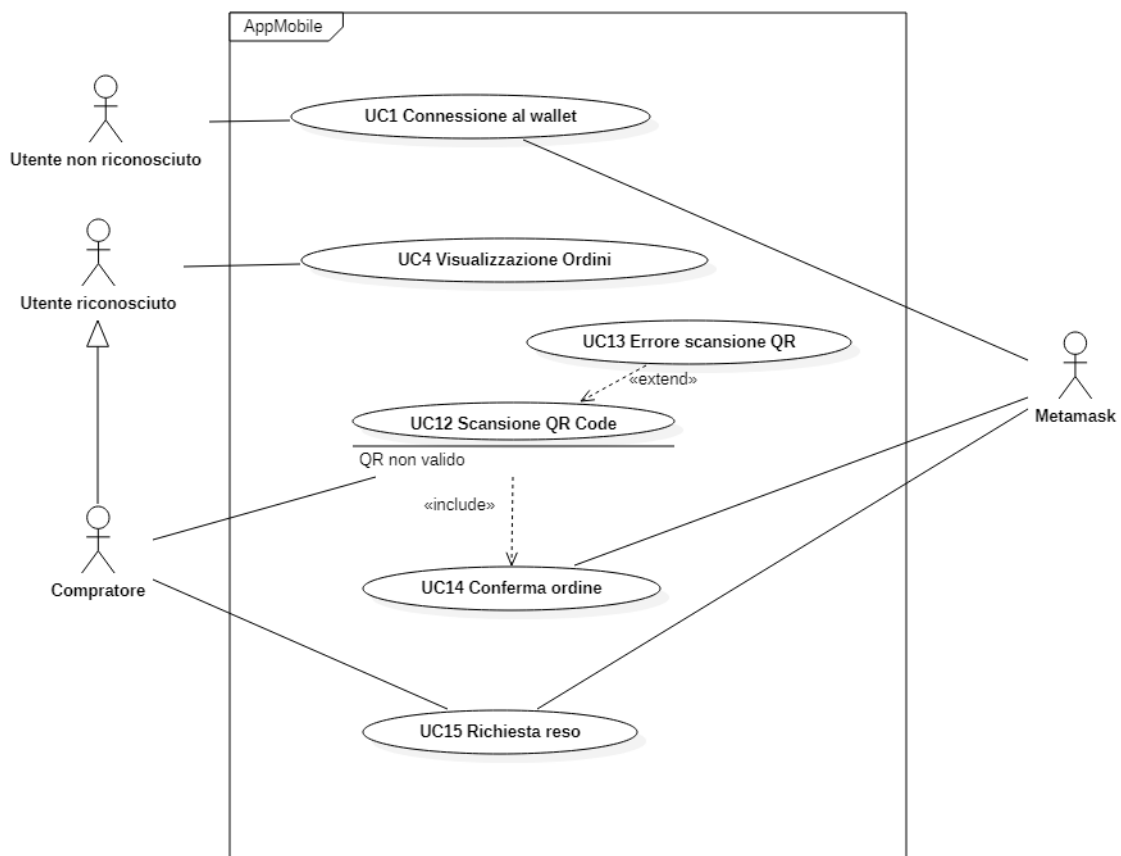 AppMobile
UC1 Connessione al wallet
Utente non riconosciuto
UC4 Visualizzazione Ordini
Utente riconosciuto
UC13 Errore scansione QR
«extend»
UC12 Scansione QR Code
Metamask
QR non valido
«include»
UC14 Conferma ordine
Compratore
UC15 Richiesta reso